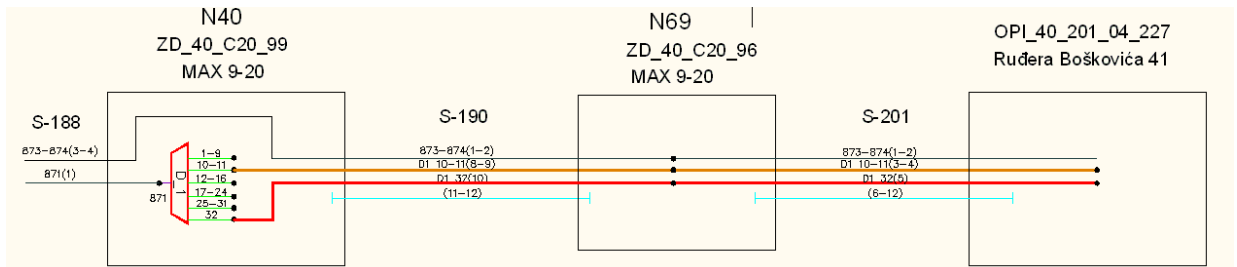 N40
ZD_40_C20_99
MAX 9-20
N69
ZD_40_C20_96
MAX 9-20
OPI_40_201_04_227
Ruđera Boškovića 41
S-188
S-190
S-201
873-874(3-4)
871(1)
871
D_1
1-9
10-11
12-16
17-24
25-31
32
873-874(1-2)
D1 10-11(8-9)
D1 32(10)
(11-12)
873-874(1-2)
D1 10-11(3-4)
D1 32(5)
(6-12)